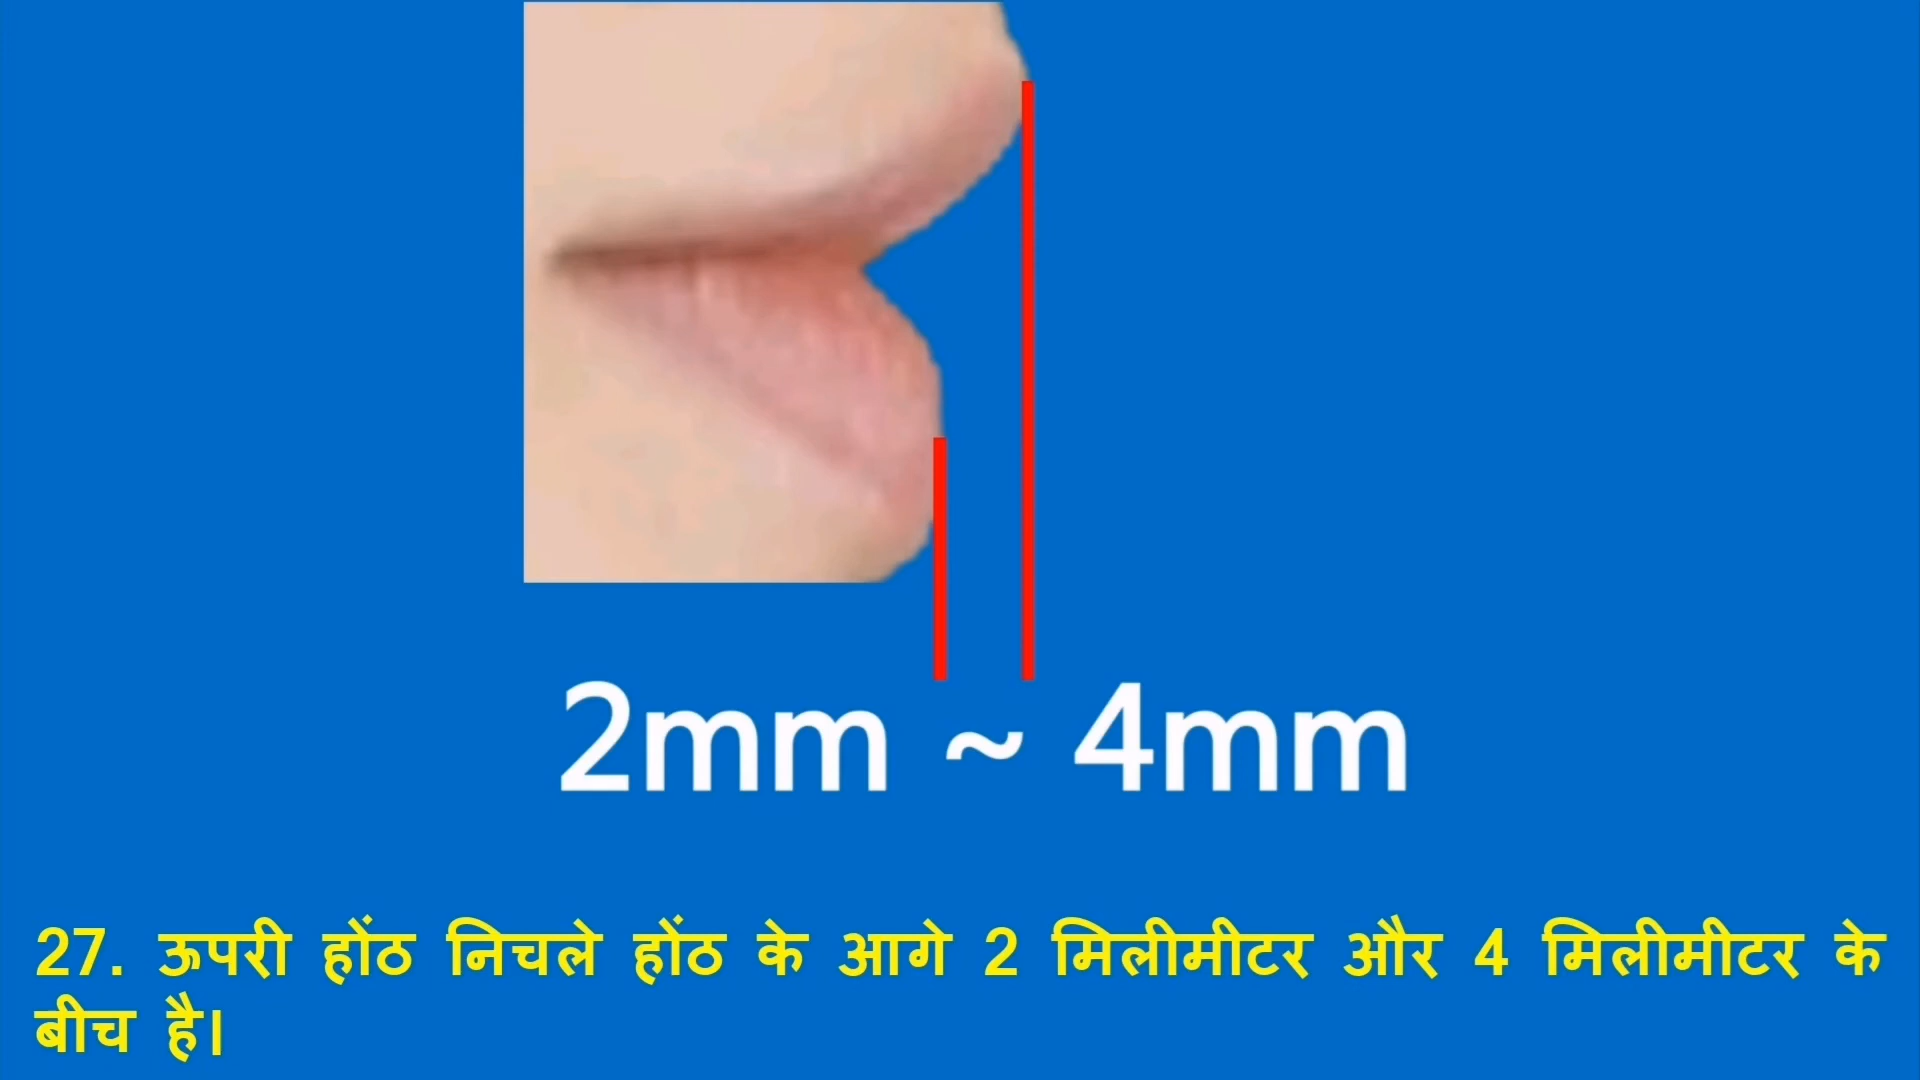 2mm ~ 4mm
27. ऊपरी होंठ निचले होंठ के आगे 2 मिलीमीटर और 4 मिलीमीटर के
बीच है।